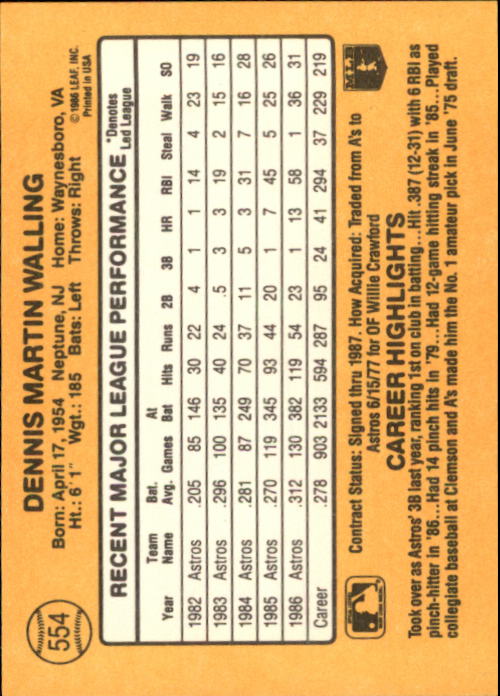 554
DENNIS MARTIN WALLING
Born: April 17, 1954 Neptune, NJ Home: Waynesboro, VA
Ht.: 6'1" Wgt.: 185 Bats: Left Throws: Right
©1986 LEAF, INC.
Printed in USA
RECENT MAJOR LEAGUE PERFORMANCE
*Denotes
Led League
Year Team Name Bat. Avg. Games At Bat Hits Runs 2B 3B HR RBI Steal Walk SO
1982 Astros .205 85 146 30 22 4 1 1 14 4 23 19
1983 Astros .296 100 135 40 24 .5 3 3 19 2 15 16
1984 Astros .281 87 249 70 37 11 5 3 31 7 16 28
1985 Astros .270 119 345 93 44 20 1 7 45 5 25 26
1986 Astros .312 130 382 119 54 23 1 13 58 1 36 31
Career .278 903 2133 594 287 95 24 41 294 37 229 219
Contract Status: Signed thru 1987. How Acquired: Traded from A's to
Astros 6/15/77 for OF Willie Crawford
CAREER HIGHLIGHTS
Took over as Astros' 3B last year, ranking 1st on club in batting...Hit .387 (12-31) with 6 RBI as
pinch-hitter in '86...Had 14 pinch hits in '79...Had 12-game hitting streak in '85...Played
collegiate baseball at Clemson and A's made him the No. 1 amateur pick in June '75 draft.